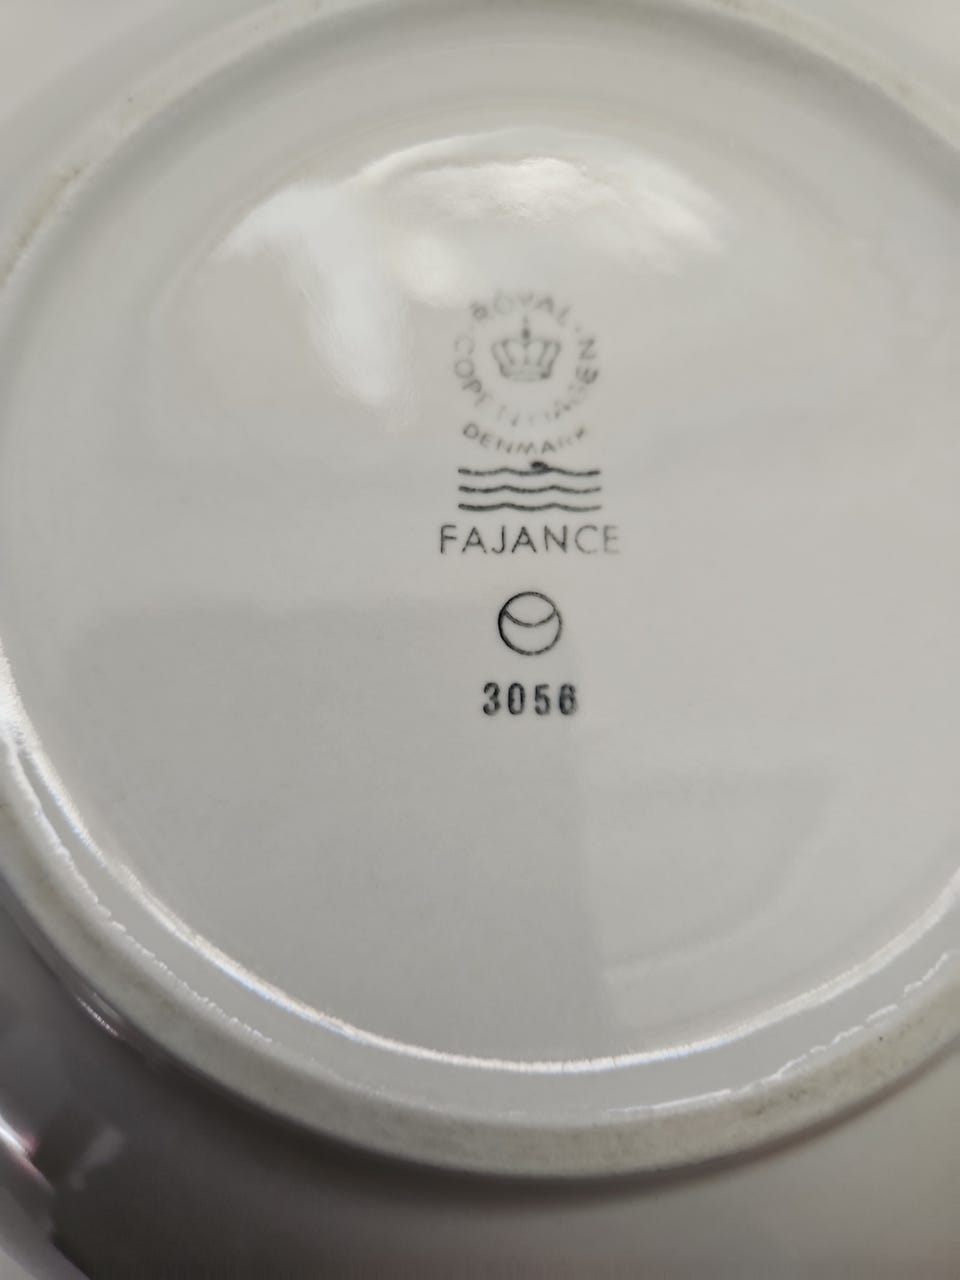 ROYAL
COPENHAGEN
DENMARK
FAJANCE
3056